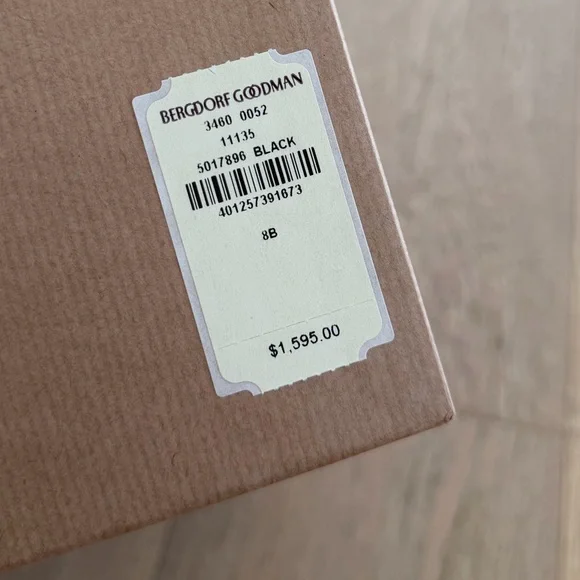 BERGDORF GOODMAN
3460 0052
11135
5017896 BLACK
401257391673
8B
$1,595.00